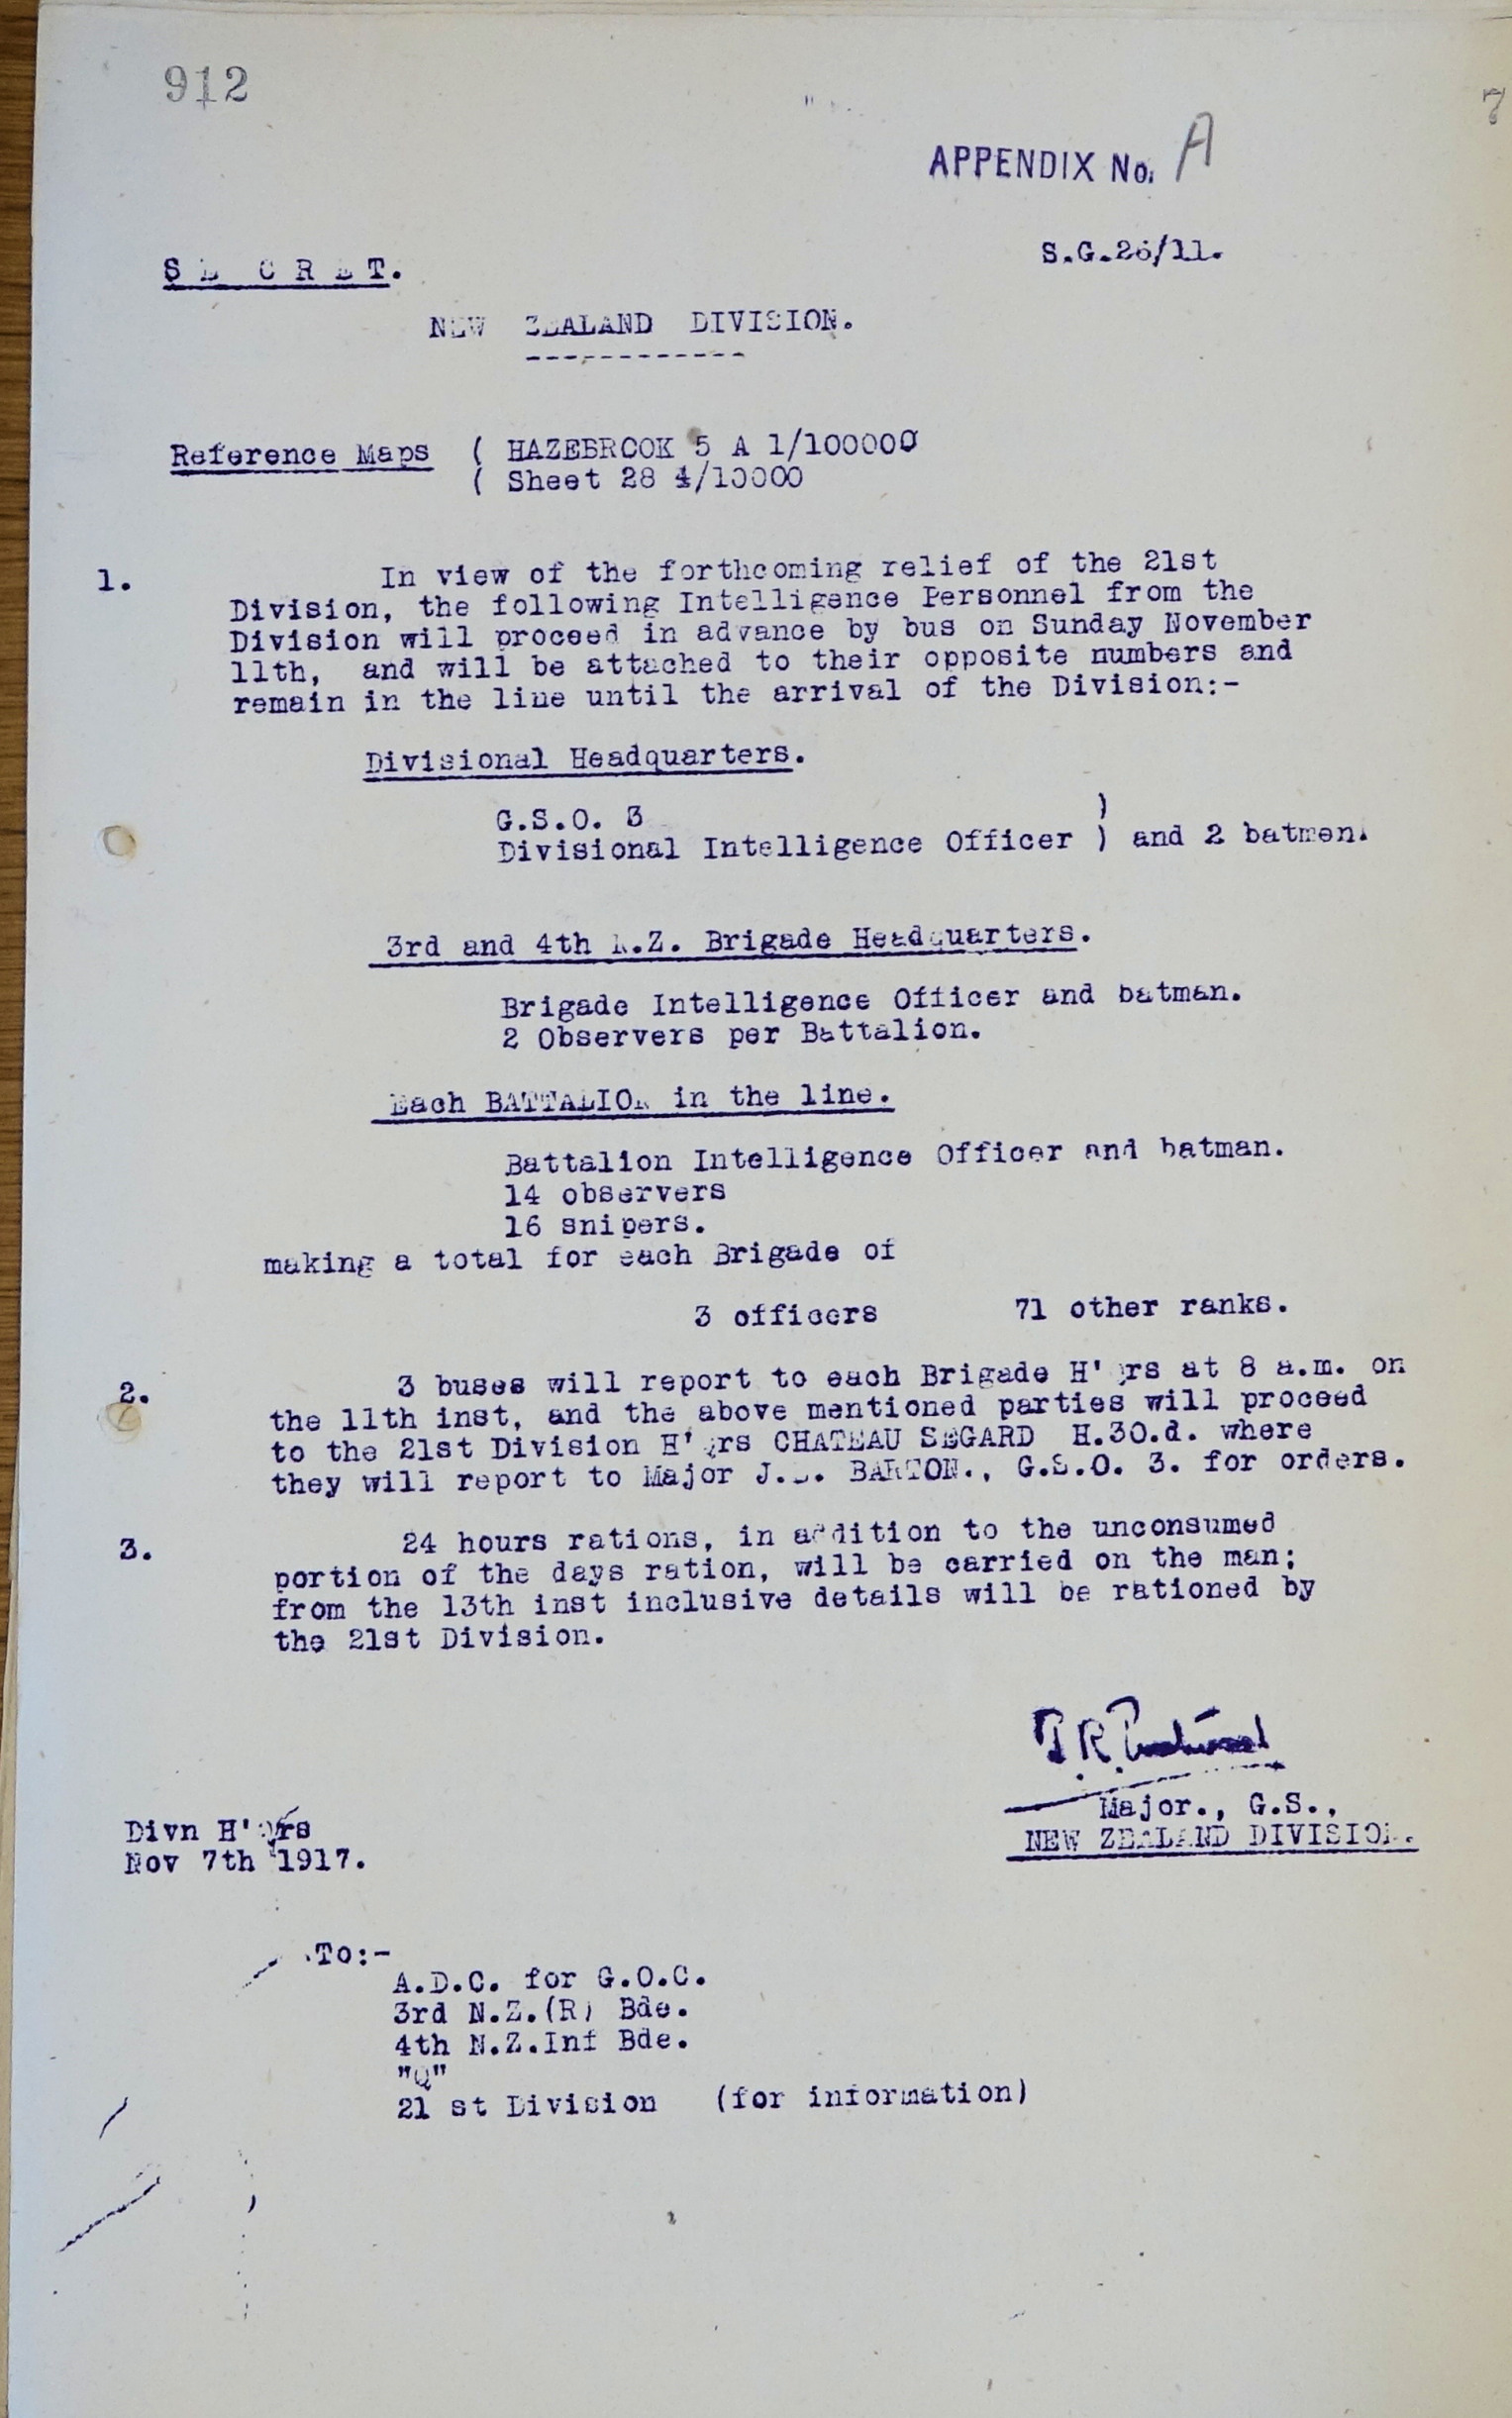 912
7
APPENDIX No. A
S.G.26/11.
S E C R E T.
NEW ZEALAND DIVISION.
------------
Reference Maps ( HAZEBROOK 5 A 1/100000
( Sheet 28 4/10000
1. In view of the forthcoming relief of the 21st
Division, the following Intelligence Personnel from the
Division will proceed in advance by bus on Sunday November
11th, and will be attached to their opposite numbers and
remain in the line until the arrival of the Division:-
Divisional Headquarters.
G.S.O. 3 )
Divisional Intelligence Officer ) and 2 batmen.
3rd and 4th N.Z. Brigade Headquarters.
Brigade Intelligence Officer and batman.
2 Observers per Battalion.
Each BATTALION in the line.
Battalion Intelligence Officer and batman.
14 observers
16 snipers.
making a total for each Brigade of
3 officers 71 other ranks.
2. 3 buses will report to each Brigade H'qrs at 8 a.m. on
the 11th inst, and the above mentioned parties will proceed
to the 21st Division H'qrs CHATEAU SEGARD H.30.d. where
they will report to Major BARTON., G.S.O. 3. for orders.
3. 24 hours rations, in addition to the unconsumed
portion of the days ration, will be carried on the man;
from the 13th inst inclusive details will be rationed by
the 21st Division.
Major., G.S.,
NEW ZEALAND DIVISION.
Divn H'qrs
Nov 7th 1917.
To:-
A.D.C. for G.O.C.
3rd N.Z.(R) Bde.
4th N.Z.Inf Bde.
"Q"
21 st Division (for information)